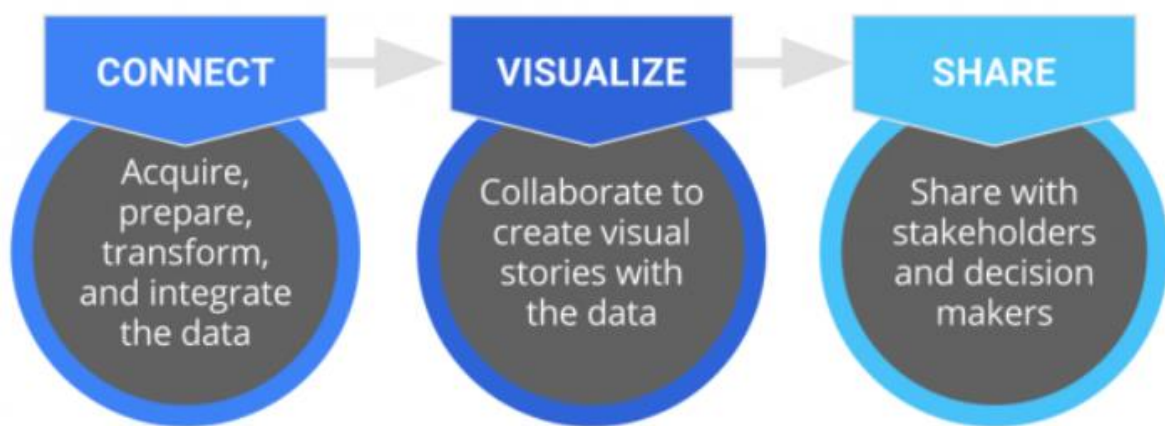 CONNECT
Acquire,
prepare,
transform,
and integrate
the data
VISUALIZE
Collaborate to
create visual
stories with
the data
SHARE
Share with
stakeholders
and decision
makers